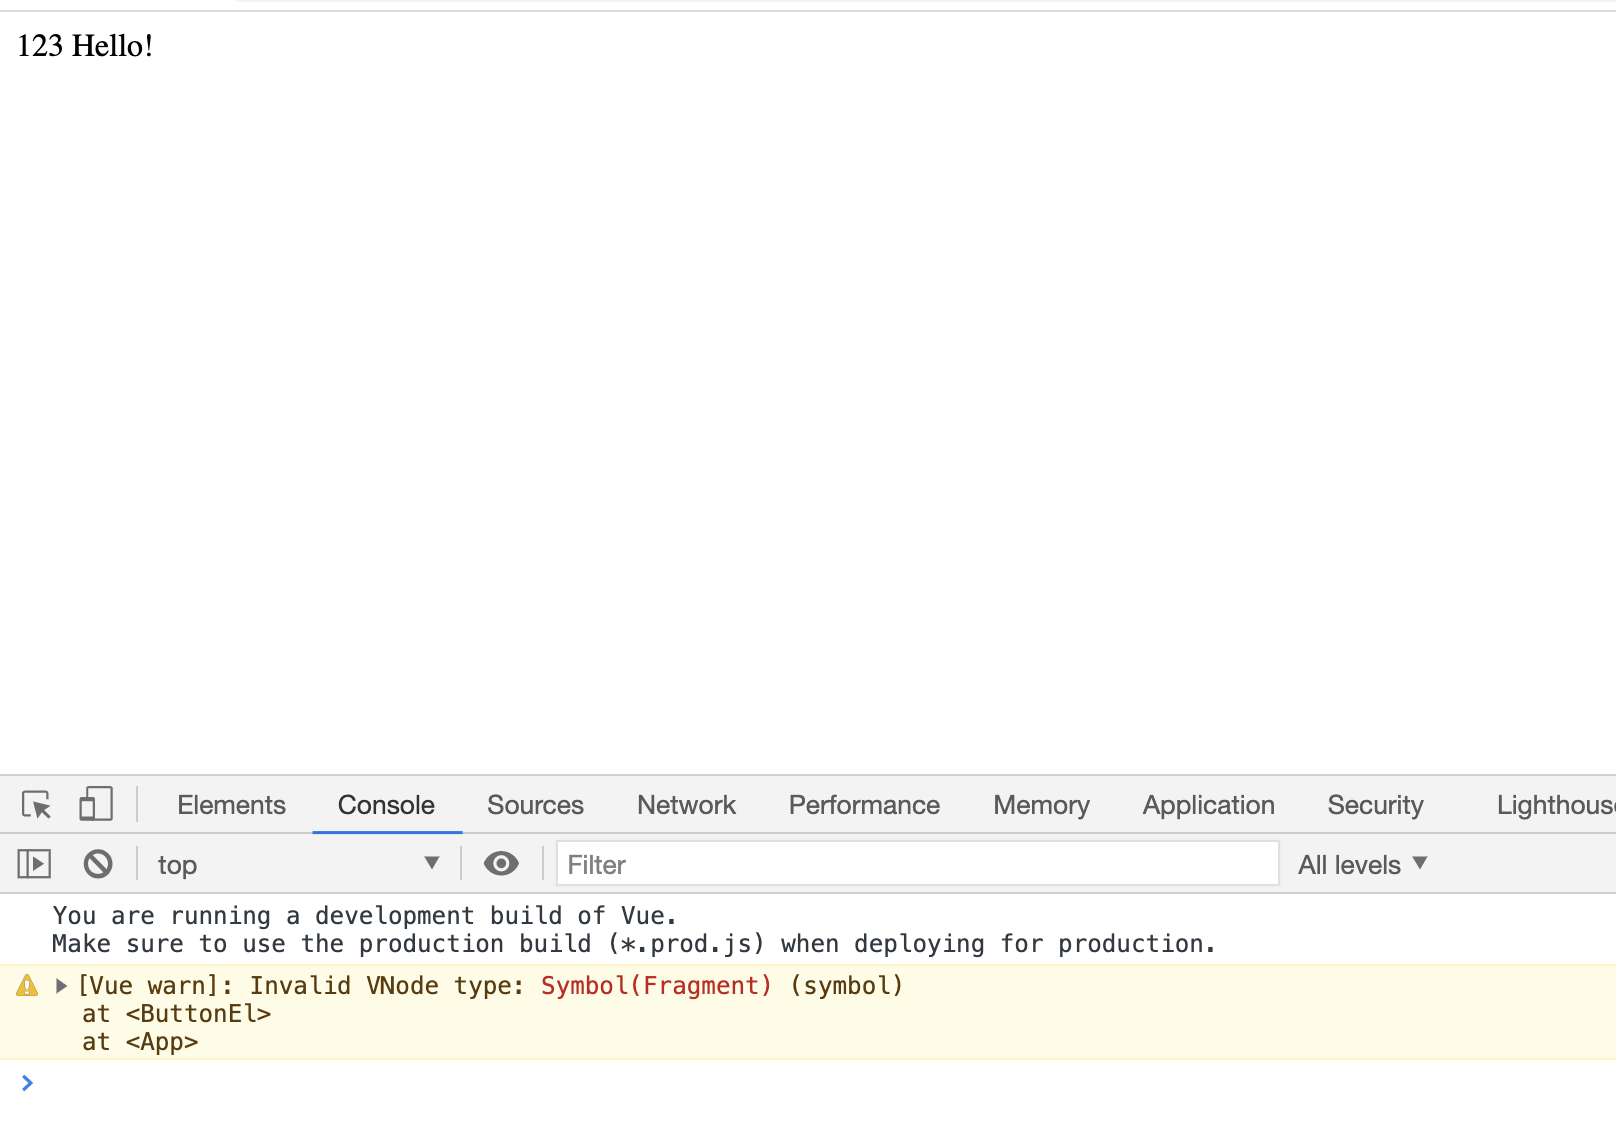 123 Hello!
Elements Console Sources Network Performance Memory Application Security Lighthous
top Filter All levels
You are running a development build of Vue.
Make sure to use the production build (*.prod.js) when deploying for production.
[Vue warn]: Invalid VNode type: Symbol(Fragment) (symbol)
at <ButtonEl>
at <App>